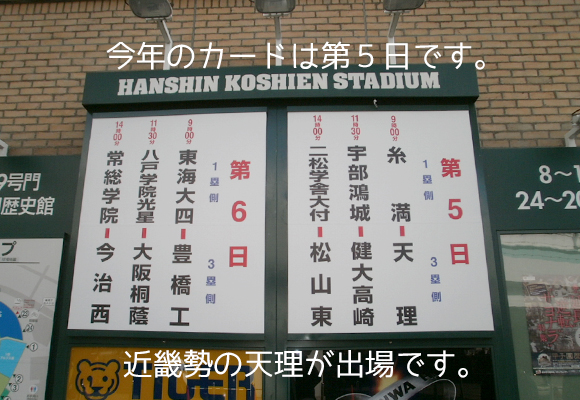 今年のカードは第５日です。
HANSHIN KOSHIEN STADIUM
第5日
1塁側 3塁側
9時00分 糸満 - 天理
11時30分 宇部鴻城 - 健大高崎
14時00分 二松学舎大付 - 松山東
第6日
1塁側 3塁側
9時00分 東海大四 - 豊橋工
11時30分 八戸学院光星 - 大阪桐蔭
14時00分 常総学院 - 今治西
9号門
歴史館
8〜1
24〜20
近畿勢の天理が出場です。
TIGER